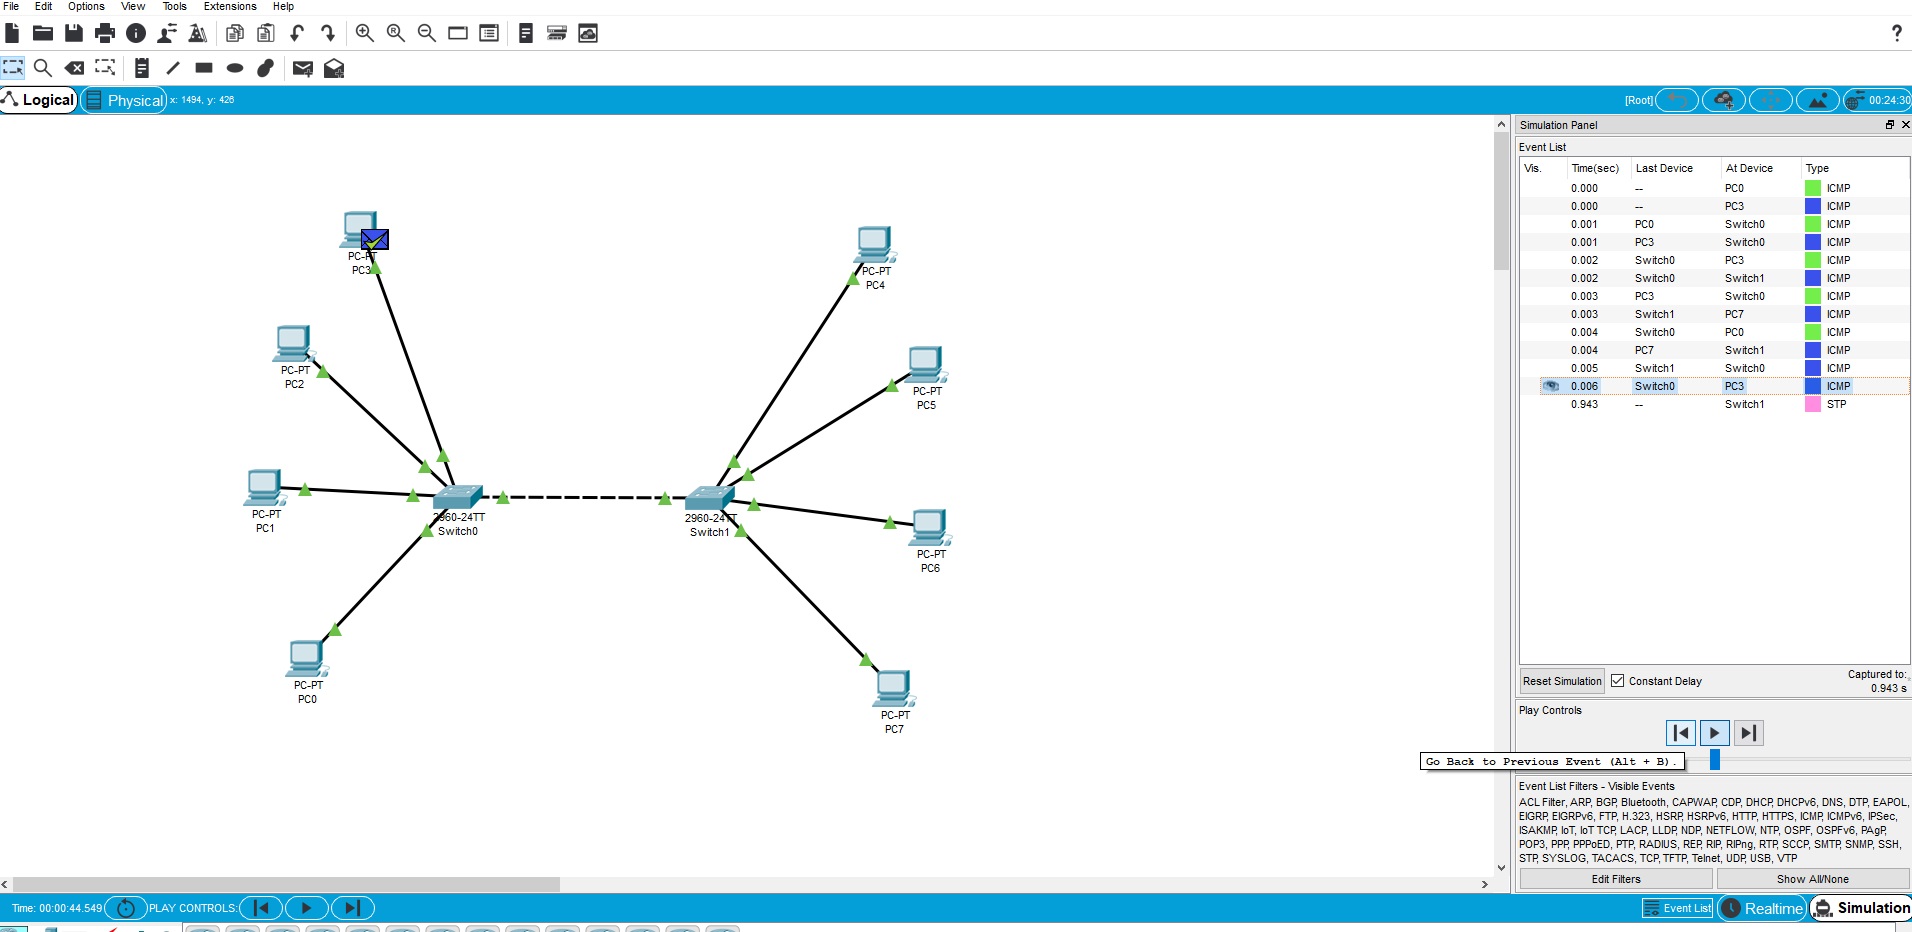 File Edit Options View Tools Extensions Help
?
Logical Physical x: 1494, y: 426 [Root] 00:24:30
Simulation Panel
Event List
Vis. Time(sec) Last Device At Device Type
0.000 -- PC0 ICMP
0.000 -- PC3 ICMP
0.001 PC0 Switch0 ICMP
0.001 PC3 Switch0 ICMP
0.002 Switch0 PC3 ICMP
0.002 Switch0 Switch1 ICMP
0.003 PC3 Switch0 ICMP
0.003 Switch1 PC7 ICMP
0.004 Switch0 PC0 ICMP
0.004 PC7 Switch1 ICMP
0.005 Switch1 Switch0 ICMP
0.006 Switch0 PC3 ICMP
0.943 -- Switch1 STP
PC-PT
PC3
PC-PT
PC2
PC-PT
PC1
PC-PT
PC0
2960-24TT
Switch0
2960-24TT
Switch1
PC-PT
PC4
PC-PT
PC5
PC-PT
PC6
PC-PT
PC7
Reset Simulation Constant Delay Captured to:
0.943 s
Play Controls
Go Back to Previous Event (Alt + B).
Event List Filters - Visible Events
ACL Filter, ARP, BGP, Bluetooth, CAPWAP, CDP, DHCP, DHCPv6, DNS, DTP, EAPOL,
EIGRP, EIGRPv6, FTP, H.323, HSRP, HSRPv6, HTTP, HTTPS, ICMP, ICMPv6, IPSec,
ISAKMP, IoT, IoT TCP, LACP, LLDP, NDP, NETFLOW, NTP, OSPF, OSPFv6, PAgP,
POP3, PPP, PPPoED, PTP, RADIUS, REP, RIP, RIPng, RTP, SCCP, SMTP, SNMP, SSH,
STP, SYSLOG, TACACS, TCP, TFTP, Telnet, UDP, USB, VTP
Edit Filters Show All/None
Time: 00:00:44.549 PLAY CONTROLS: Event List Realtime Simulation